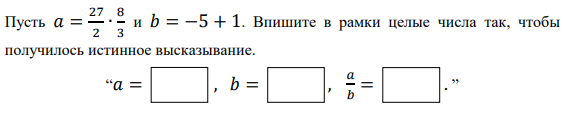 Пусть a = 27/2 · 8/3 и b = −5 + 1. Впишите в рамки целые числа так, чтобы
получилось истинное высказывание.
“a = , b = , a/b = .”